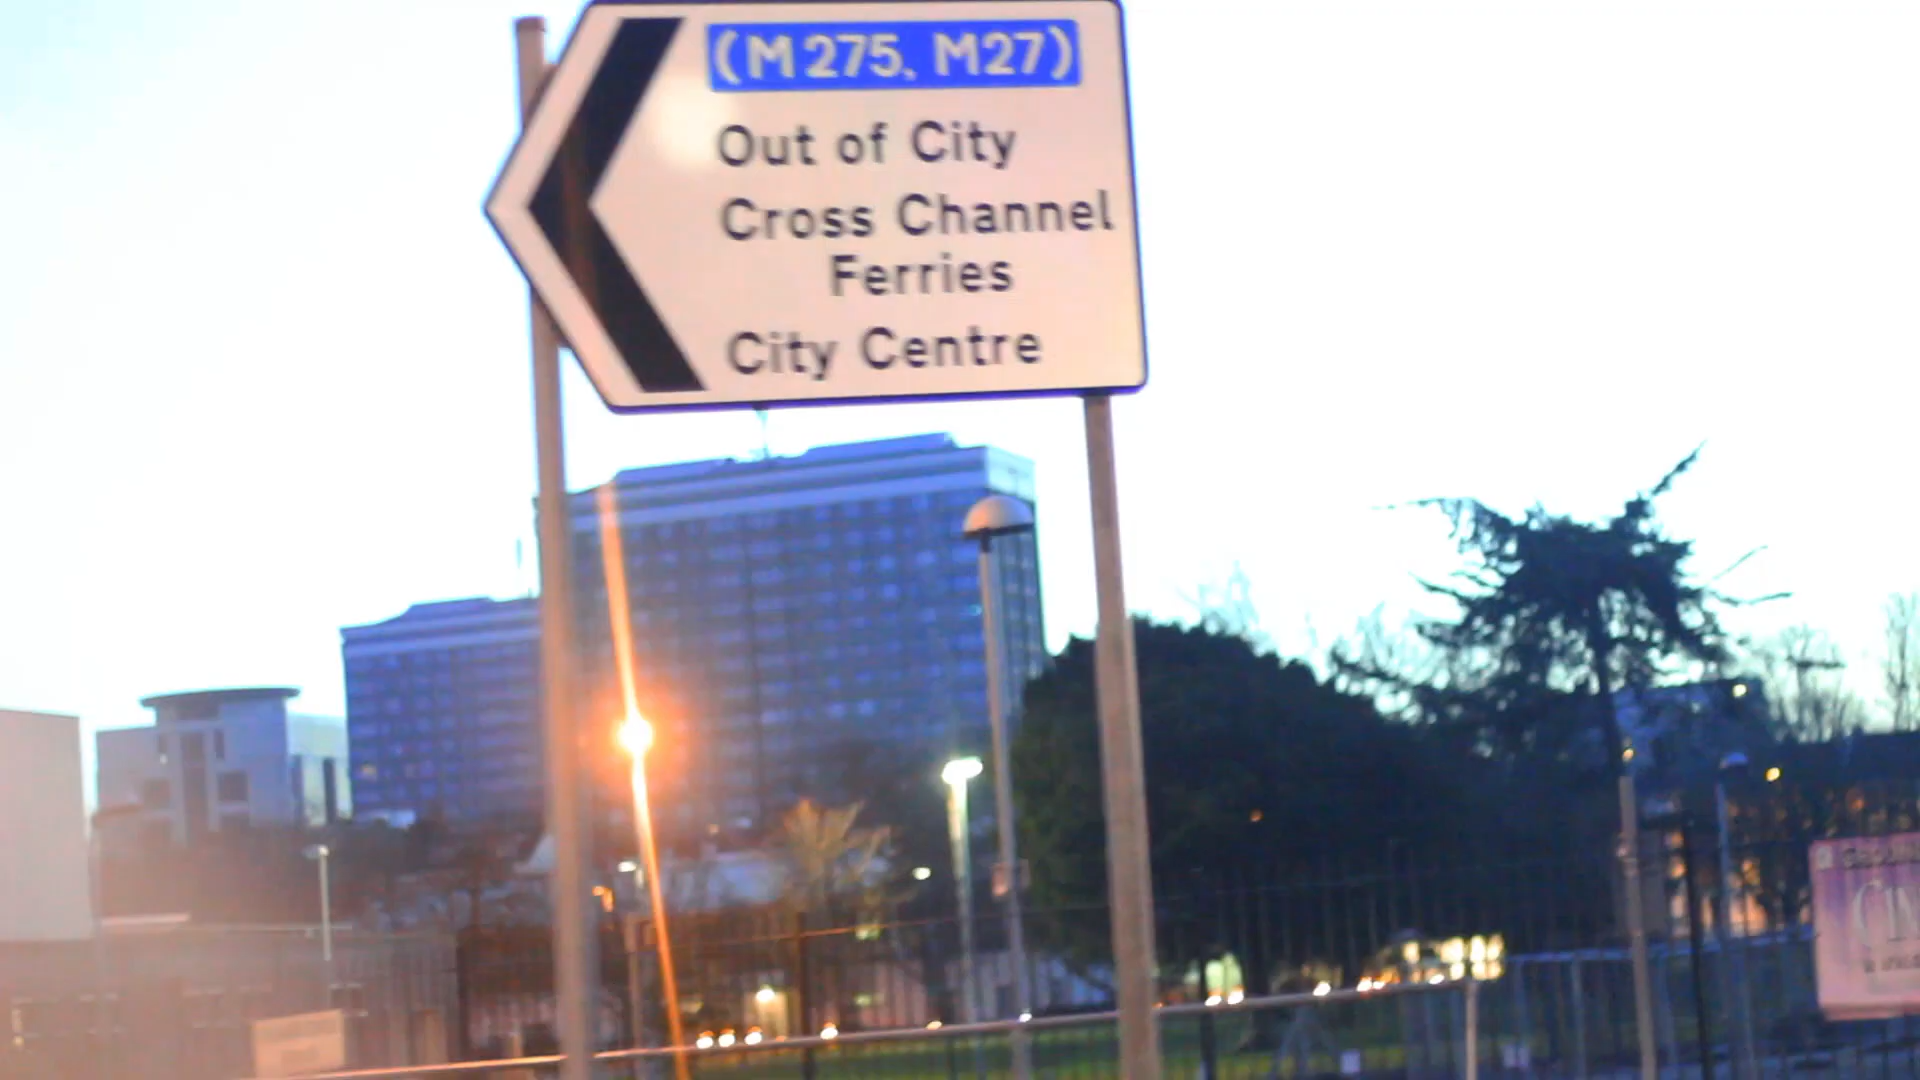 (M275, M27)
Out of City
Cross Channel
Ferries
City Centre